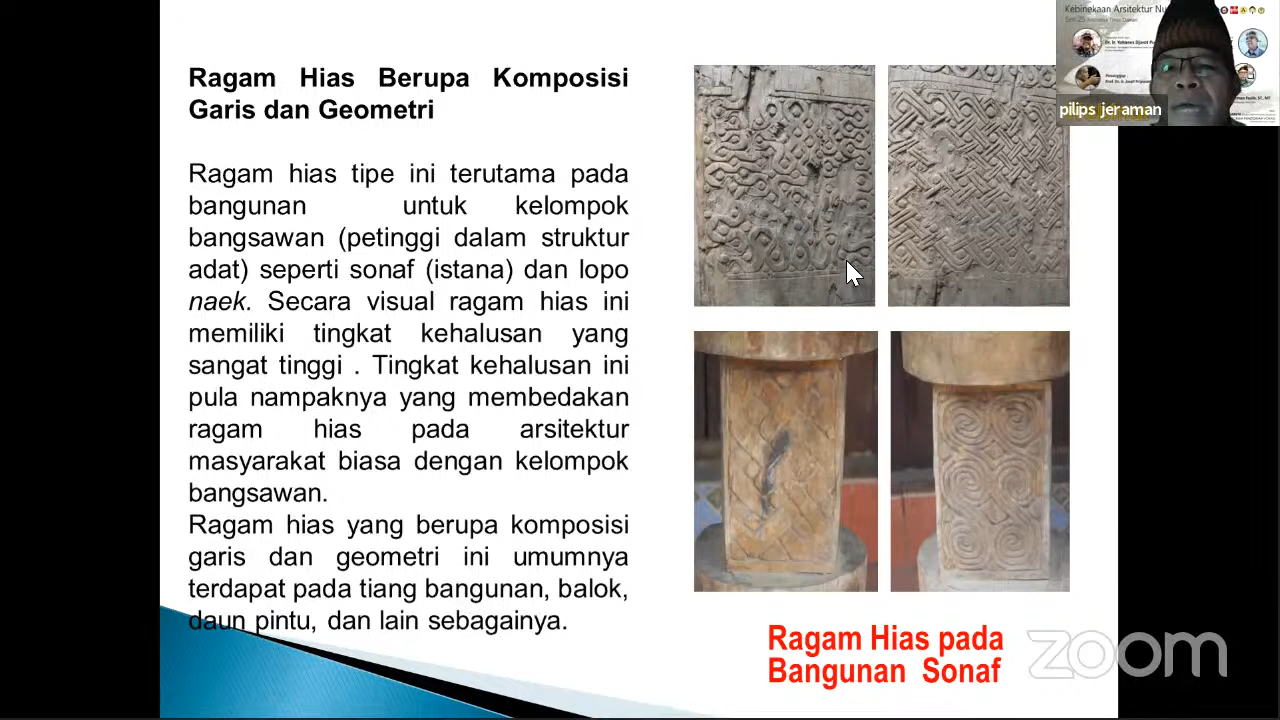 Ragam Hias Berupa Komposisi
Garis dan Geometri
Ragam hias tipe ini terutama pada
bangunan untuk kelompok
bangsawan (petinggi dalam struktur
adat) seperti sonaf (istana) dan lopo
naek. Secara visual ragam hias ini
memiliki tingkat kehalusan yang
sangat tinggi . Tingkat kehalusan ini
pula nampaknya yang membedakan
ragam hias pada arsitektur
masyarakat biasa dengan kelompok
bangsawan.
Ragam hias yang berupa komposisi
garis dan geometri ini umumnya
terdapat pada tiang bangunan, balok,
daun pintu, dan lain sebagainya.
Ragam Hias pada
Bangunan Sonaf
zoom
Kebinekaan Arsitektur
pilips jeraman